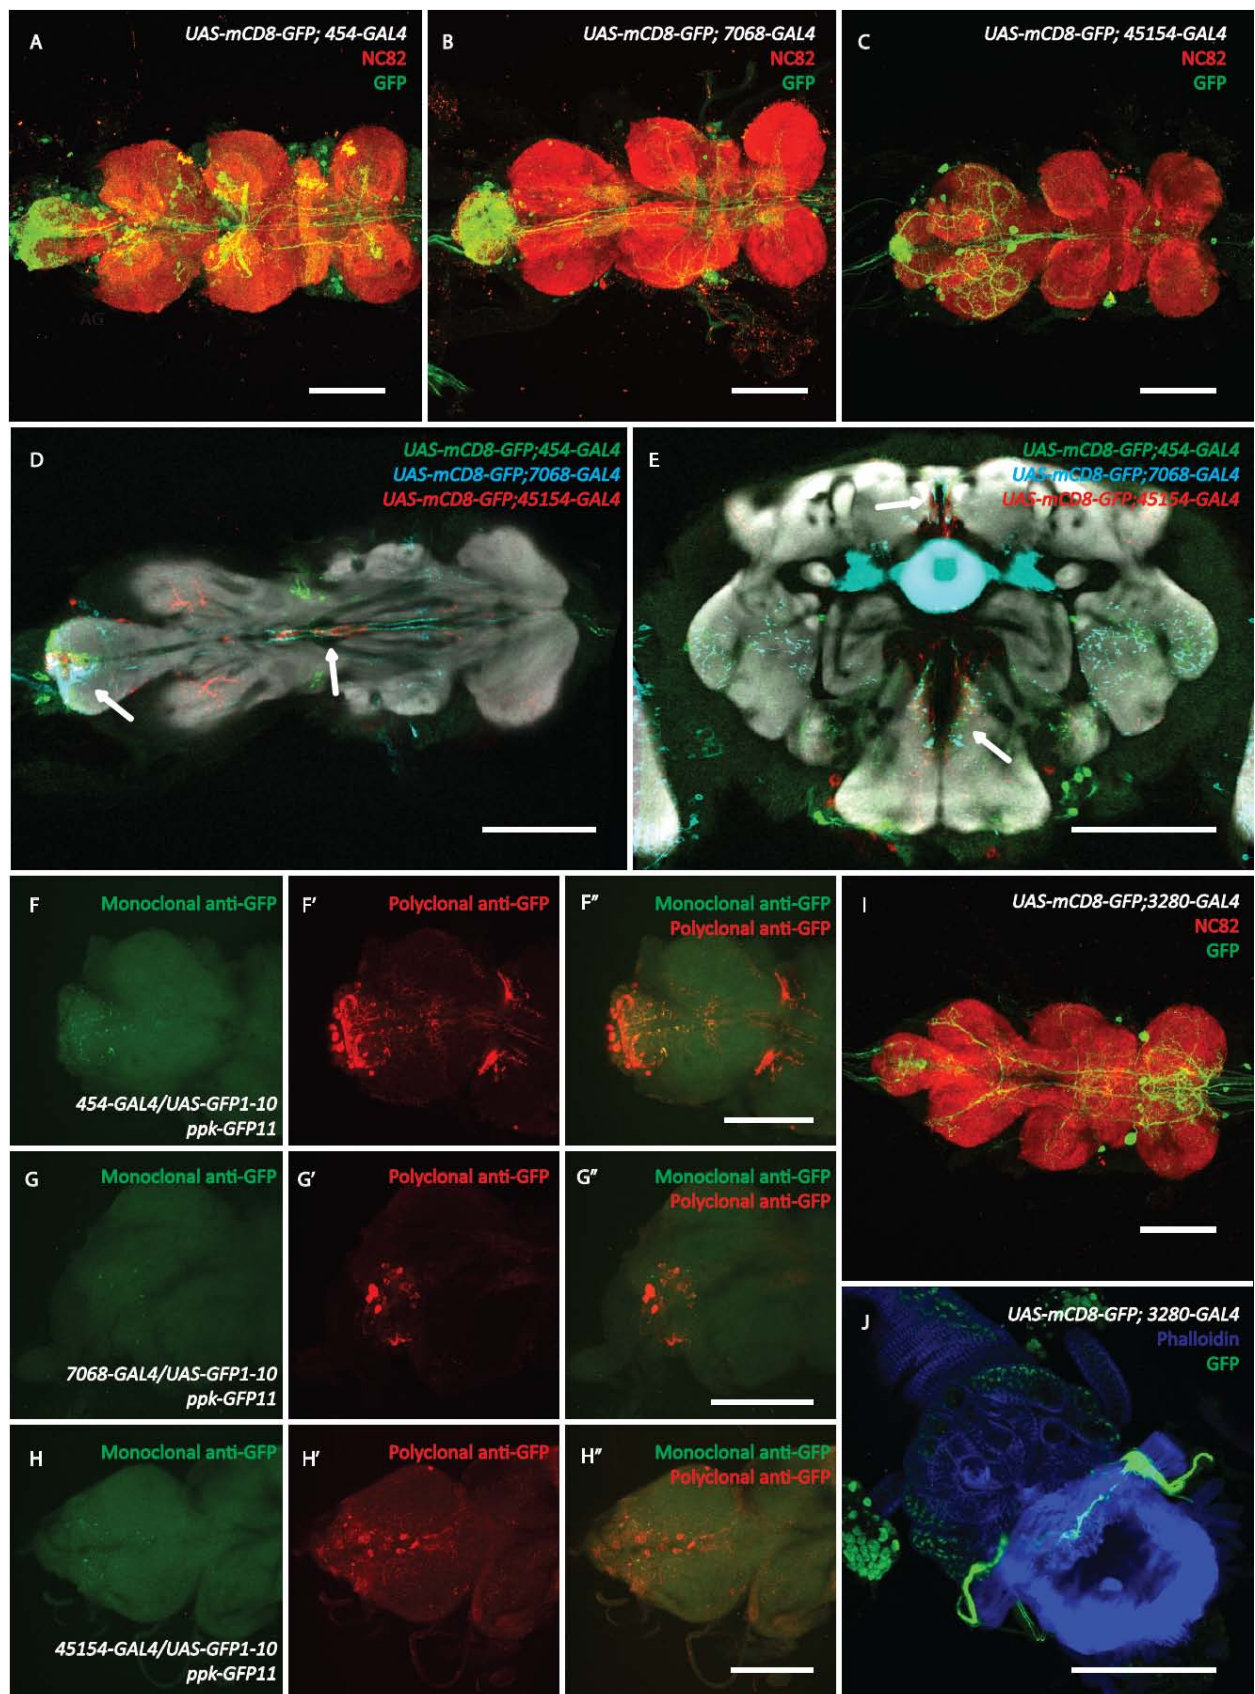 A
UAS-mCD8-GFP; 454-GAL4
NC82
GFP
AG
B
UAS-mCD8-GFP; 7068-GAL4
NC82
GFP
C
UAS-mCD8-GFP; 45154-GAL4
NC82
GFP
D
UAS-mCD8-GFP;454-GAL4
UAS-mCD8-GFP;7068-GAL4
UAS-mCD8-GFP;45154-GAL4
E
UAS-mCD8-GFP;454-GAL4
UAS-mCD8-GFP;7068-GAL4
UAS-mCD8-GFP;45154-GAL4
F
Monoclonal anti-GFP
454-GAL4/UAS-GFP1-10
ppk-GFP11
F'
Polyclonal anti-GFP
F"
Monoclonal anti-GFP
Polyclonal anti-GFP
G
Monoclonal anti-GFP
7068-GAL4/UAS-GFP1-10
ppk-GFP11
G'
Polyclonal anti-GFP
G"
Monoclonal anti-GFP
Polyclonal anti-GFP
H
Monoclonal anti-GFP
45154-GAL4/UAS-GFP1-10
ppk-GFP11
H'
Polyclonal anti-GFP
H"
Monoclonal anti-GFP
Polyclonal anti-GFP
I
UAS-mCD8-GFP;3280-GAL4
NC82
GFP
J
UAS-mCD8-GFP; 3280-GAL4
Phalloidin
GFP